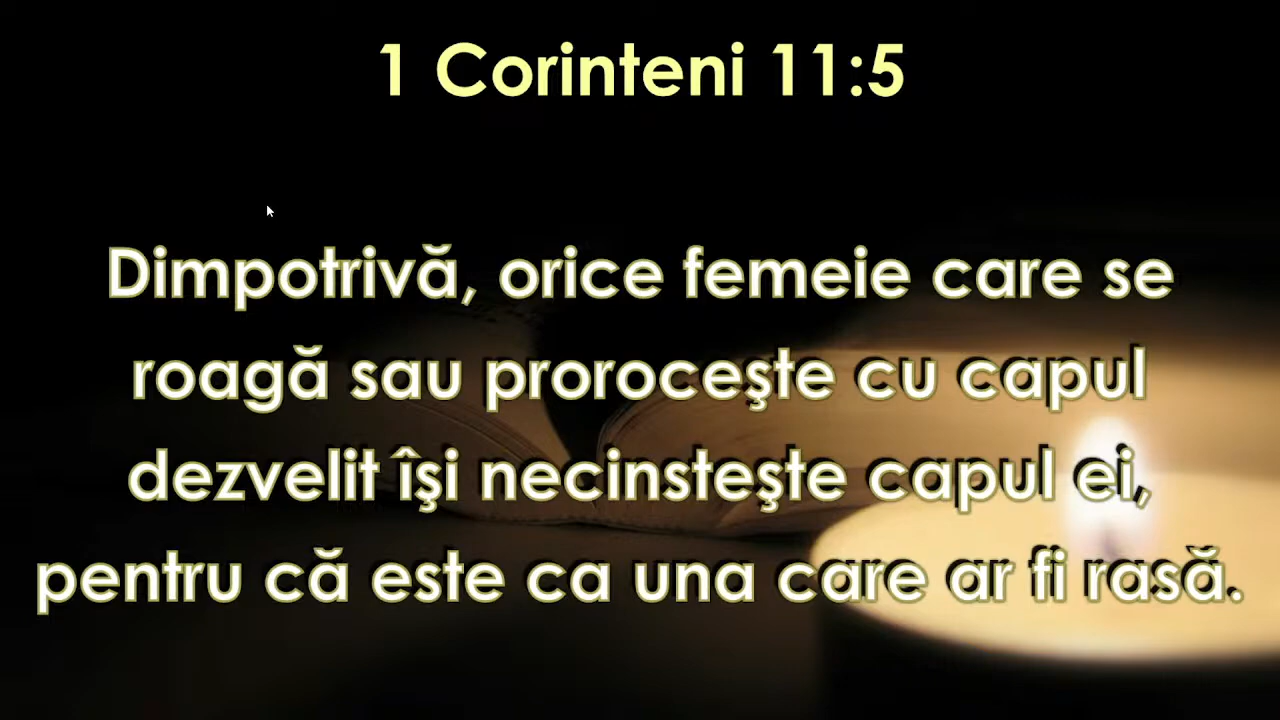 1 Corinteni 11:5
Dimpotrivă, orice femeie care se
roagă sau proroceşte cu capul
dezvelit îşi necinsteşte capul ei,
pentru că este ca una care ar fi rasă.